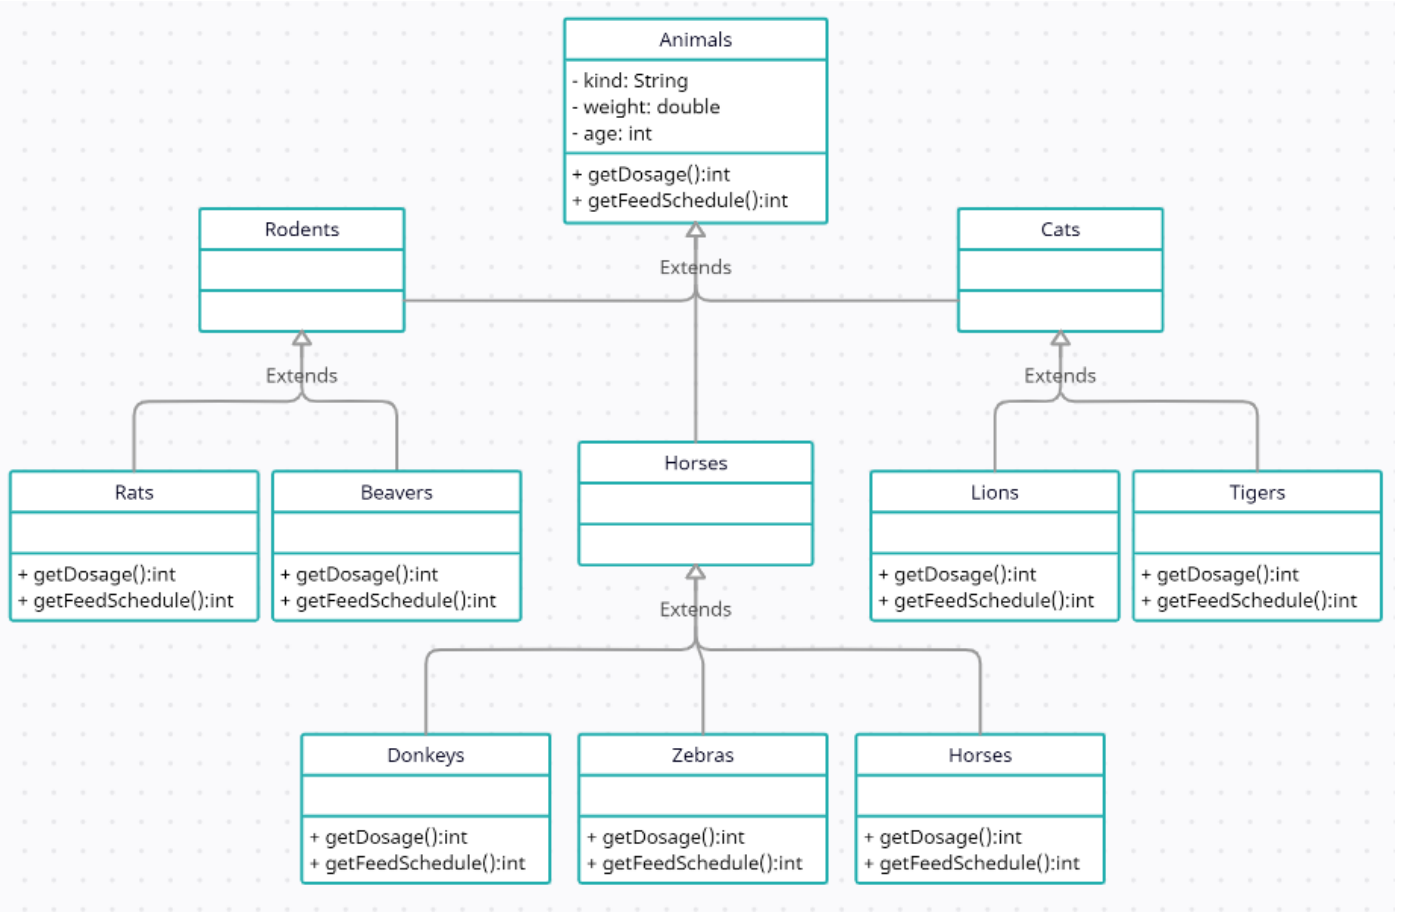 Animals
- kind: String
- weight: double
- age: int
+ getDosage():int
+ getFeedSchedule():int
Rodents
Cats
Extends
Extends
Extends
Rats
+ getDosage():int
+ getFeedSchedule():int
Beavers
+ getDosage():int
+ getFeedSchedule():int
Horses
Lions
+ getDosage():int
+ getFeedSchedule():int
Tigers
+ getDosage():int
+ getFeedSchedule():int
Extends
Donkeys
+ getDosage():int
+ getFeedSchedule():int
Zebras
+ getDosage():int
+ getFeedSchedule():int
Horses
+ getDosage():int
+ getFeedSchedule():int